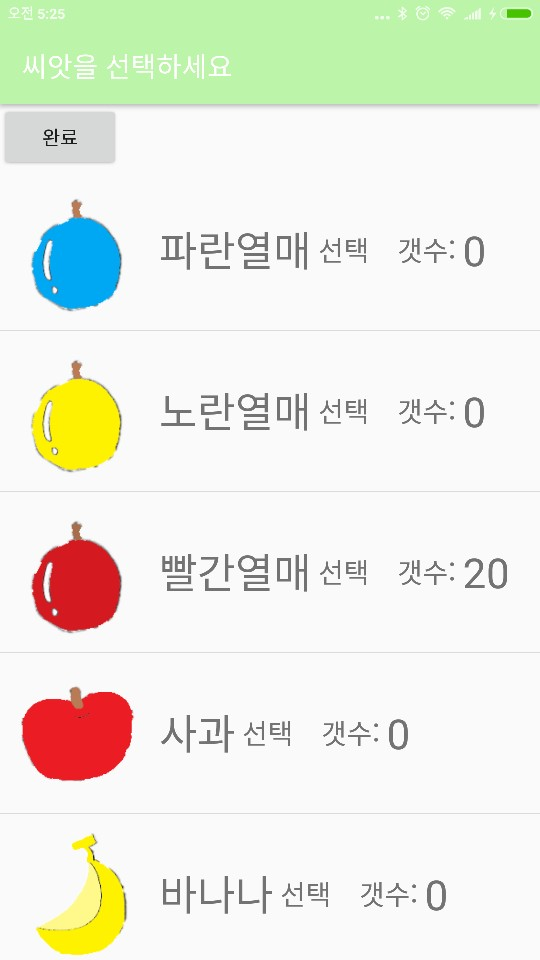 오전 5:25
씨앗을 선택하세요
완료
파란열매 선택 갯수: 0
노란열매 선택 갯수: 0
빨간열매 선택 갯수: 20
사과 선택 갯수: 0
바나나 선택 갯수: 0